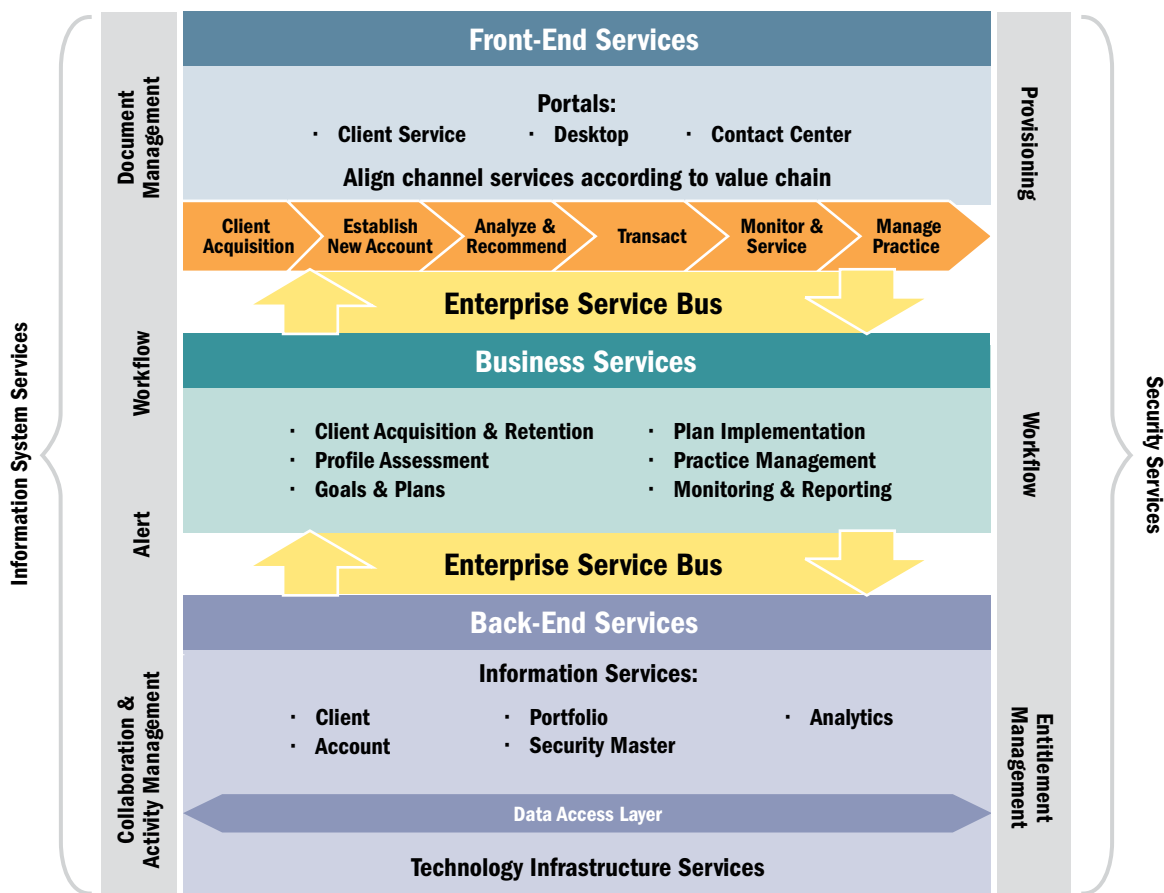 Front-End Services
Portals:
· Client Service · Desktop · Contact Center
Align channel services according to value chain
Client
Acquisition
Establish
New Account
Analyze &
Recommend
Transact
Monitor &
Service
Manage
Practice
Enterprise Service Bus
Business Services
· Client Acquisition & Retention
· Profile Assessment
· Goals & Plans
· Plan Implementation
· Practice Management
· Monitoring & Reporting
Enterprise Service Bus
Back-End Services
Information Services:
· Client
· Account
· Portfolio
· Security Master
· Analytics
Data Access Layer
Technology Infrastructure Services
Information System Services
Document
Management
Workflow
Alert
Collaboration &
Activity Management
Provisioning
Workflow
Entitlement
Management
Security Services